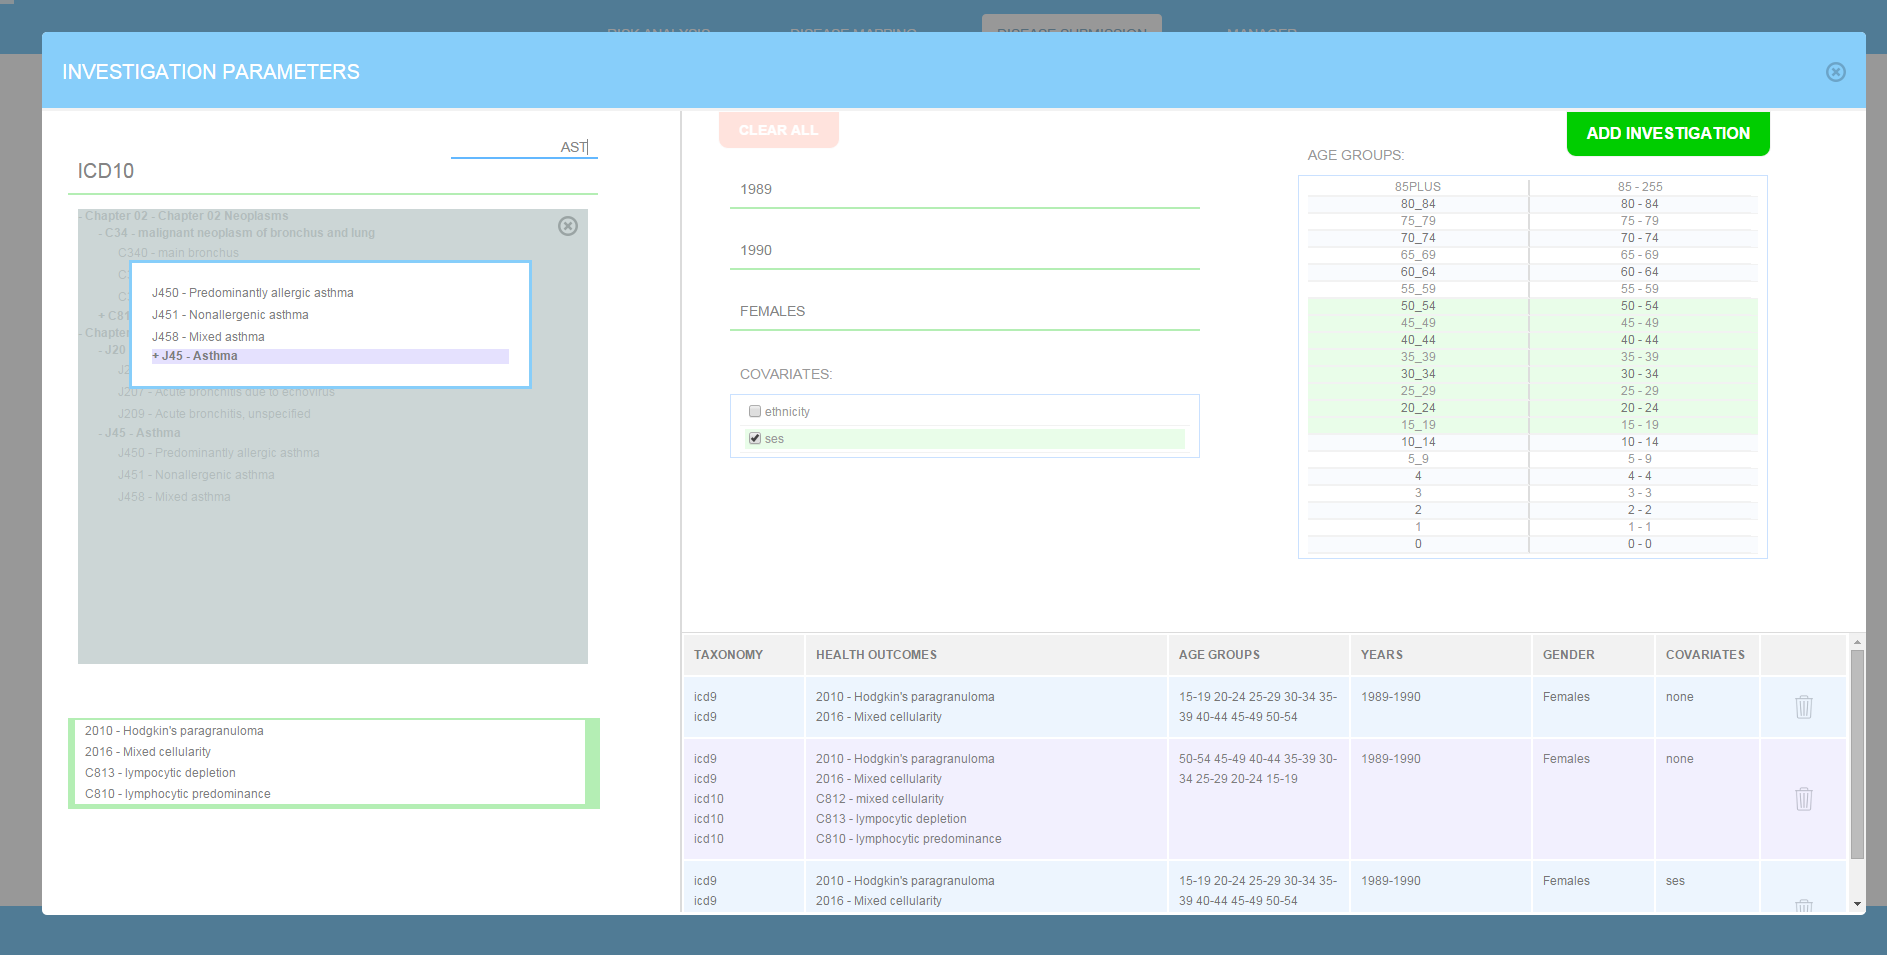 RISK ANALYSIS DISEASE MAPPING DISEASE SUBMISSION MANAGER
INVESTIGATION PARAMETERS
AST
ICD10
- Chapter 02 - Chapter 02 Neoplasms
- C34 - malignant neoplasm of bronchus and lung
C340 - main bronchus
+ C81
- Chapter
- J20
J450 - Predominantly allergic asthma
J451 - Nonallergenic asthma
J458 - Mixed asthma
+ J45 - Asthma
J207 - Acute bronchitis due to echovirus
J209 - Acute bronchitis, unspecified
- J45 - Asthma
J450 - Predominantly allergic asthma
J451 - Nonallergenic asthma
J458 - Mixed asthma
2010 - Hodgkin's paragranuloma
2016 - Mixed cellularity
C813 - lympocytic depletion
C810 - lymphocytic predominance
CLEAR ALL
1989
1990
FEMALES
COVARIATES:
ethnicity
ses
ADD INVESTIGATION
AGE GROUPS:
85PLUS 85 - 255
80_84 80 - 84
75_79 75 - 79
70_74 70 - 74
65_69 65 - 69
60_64 60 - 64
55_59 55 - 59
50_54 50 - 54
45_49 45 - 49
40_44 40 - 44
35_39 35 - 39
30_34 30 - 34
25_29 25 - 29
20_24 20 - 24
15_19 15 - 19
10_14 10 - 14
5_9 5 - 9
4 4 - 4
3 3 - 3
2 2 - 2
1 1 - 1
0 0 - 0
TAXONOMY HEALTH OUTCOMES AGE GROUPS YEARS GENDER COVARIATES
icd9 2010 - Hodgkin's paragranuloma 15-19 20-24 25-29 30-34 35- 1989-1990 Females none
icd9 2016 - Mixed cellularity 39 40-44 45-49 50-54
icd9 2010 - Hodgkin's paragranuloma 50-54 45-49 40-44 35-39 30- 1989-1990 Females none
icd9 2016 - Mixed cellularity 34 25-29 20-24 15-19
icd10 C812 - mixed cellularity
icd10 C813 - lympocytic depletion
icd10 C810 - lymphocytic predominance
icd9 2010 - Hodgkin's paragranuloma 15-19 20-24 25-29 30-34 35- 1989-1990 Females ses
icd9 2016 - Mixed cellularity 39 40-44 45-49 50-54